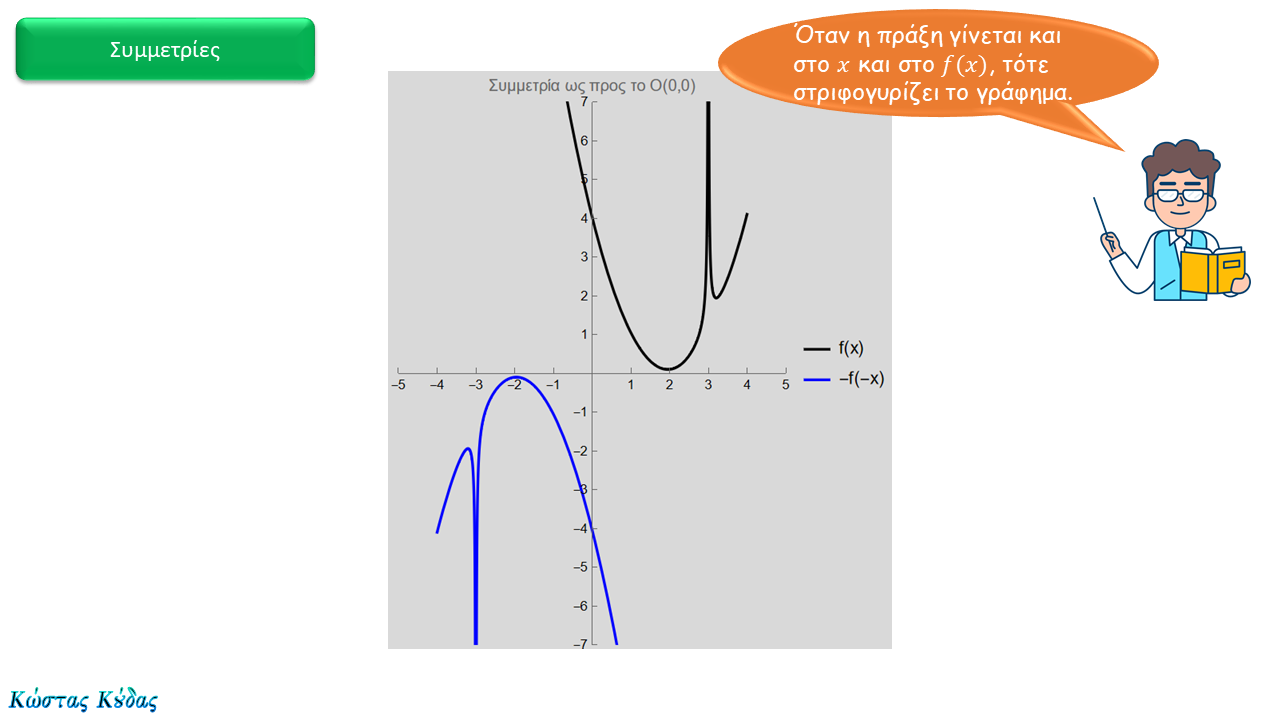 Συμμετρίες
Όταν η πράξη γίνεται και
στο x και στο f(x), τότε
στριφογυρίζει το γράφημα.
Συμμετρία ως προς το O(0,0)
7
6
5
4
3
2
1
−5 −4 −3 −2 −1 1 2 3 4 5
−1
−2
−3
−4
−5
−6
−7
f(x)
−f(−x)
Κώστας Κύδας